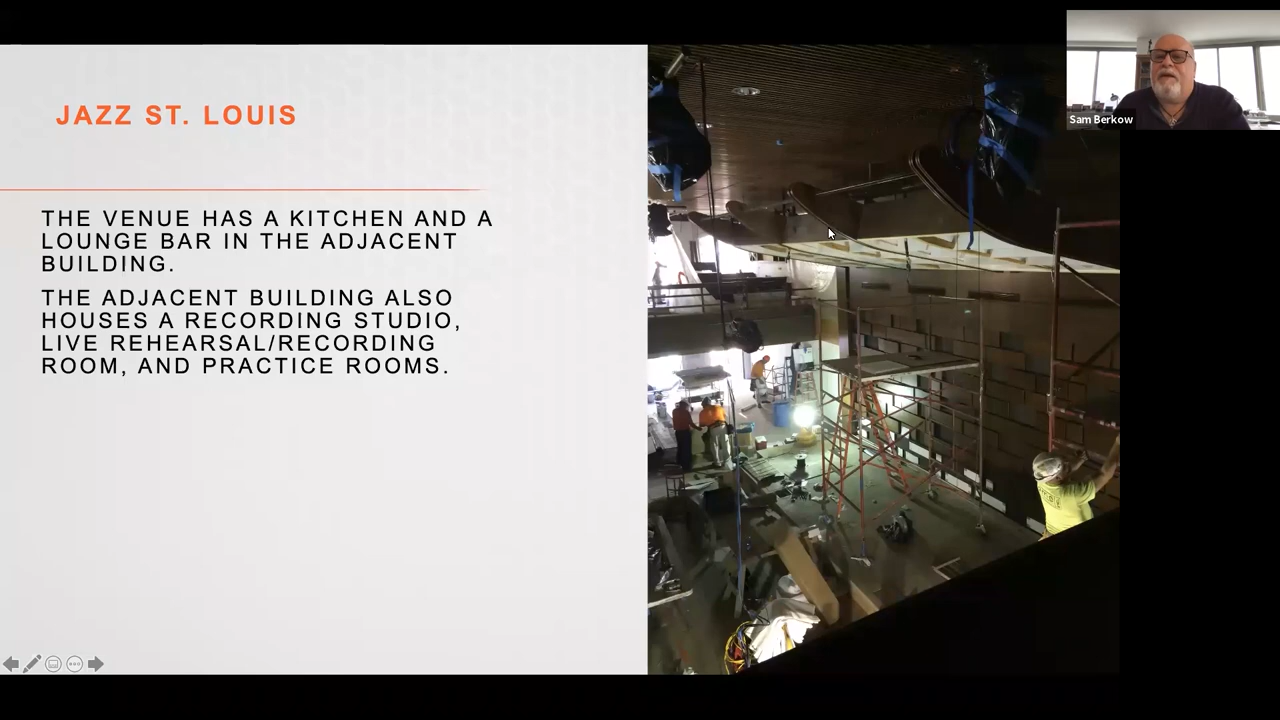 JAZZ ST. LOUIS
THE VENUE HAS A KITCHEN AND A
LOUNGE BAR IN THE ADJACENT
BUILDING.
THE ADJACENT BUILDING ALSO
HOUSES A RECORDING STUDIO,
LIVE REHEARSAL/RECORDING
ROOM, AND PRACTICE ROOMS.
Sam Berkow